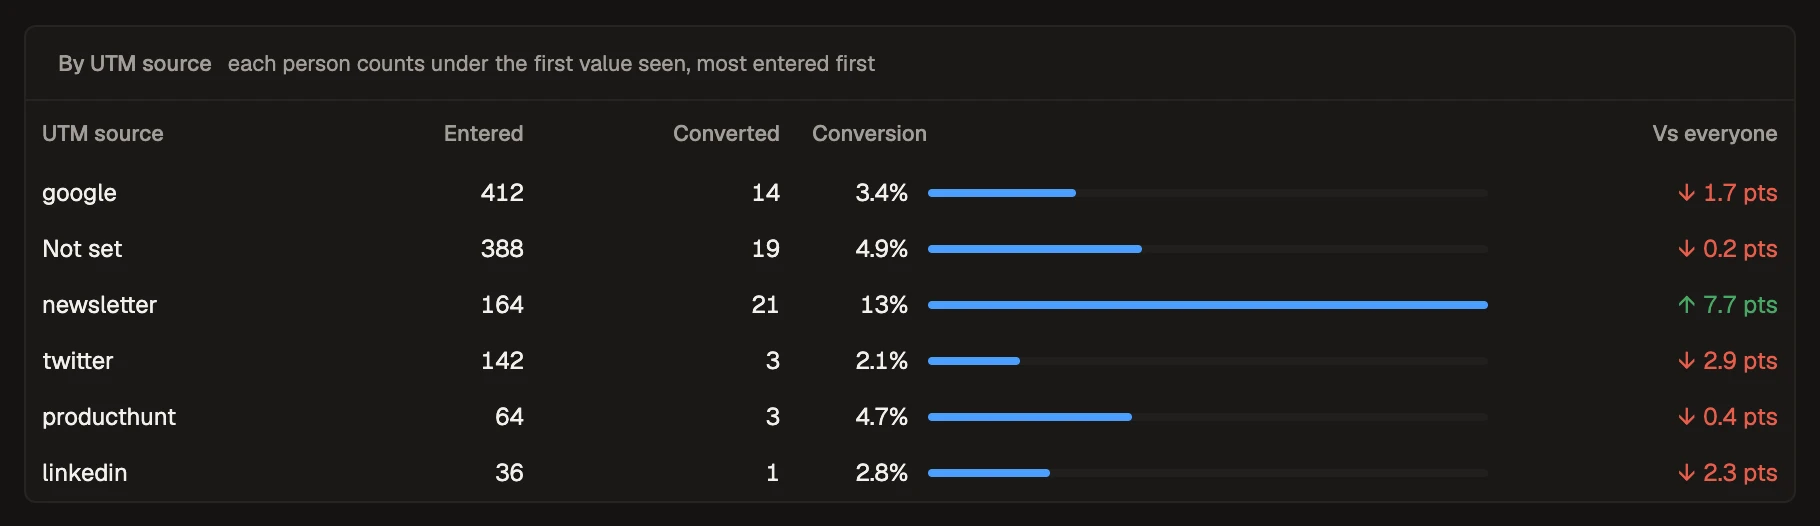 By UTM source each person counts under the first value seen, most entered first
UTM source Entered Converted Conversion Vs everyone
google 412 14 3.4% ↓ 1.7 pts
Not set 388 19 4.9% ↓ 0.2 pts
newsletter 164 21 13% ↑ 7.7 pts
twitter 142 3 2.1% ↓ 2.9 pts
producthunt 64 3 4.7% ↓ 0.4 pts
linkedin 36 1 2.8% ↓ 2.3 pts